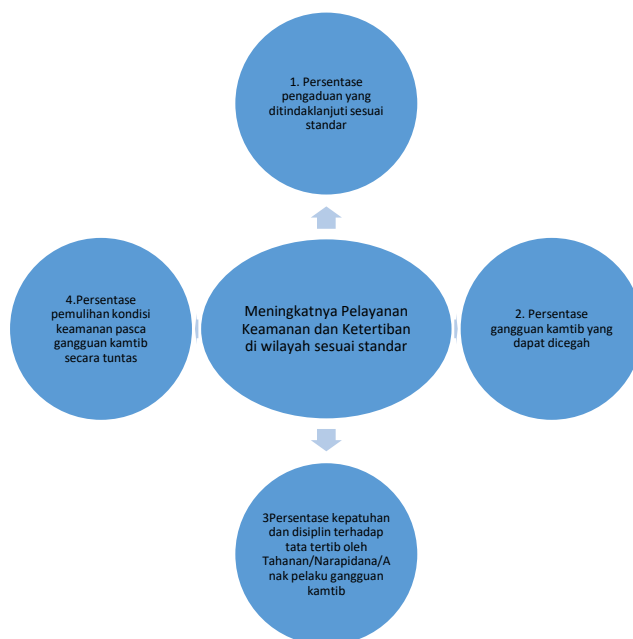 1. Persentase
pengaduan yang
ditindaklanjuti sesuai
standar
4.Persentase
pemulihan kondisi
keamanan pasca
gangguan kamtib
secara tuntas
Meningkatnya Pelayanan
Keamanan dan Ketertiban
di wilayah sesuai standar
2. Persentase
gangguan kamtib yang
dapat dicegah
3Persentase kepatuhan
dan disiplin terhadap
tata tertib oleh
Tahanan/Narapidana/A
nak pelaku gangguan
kamtib